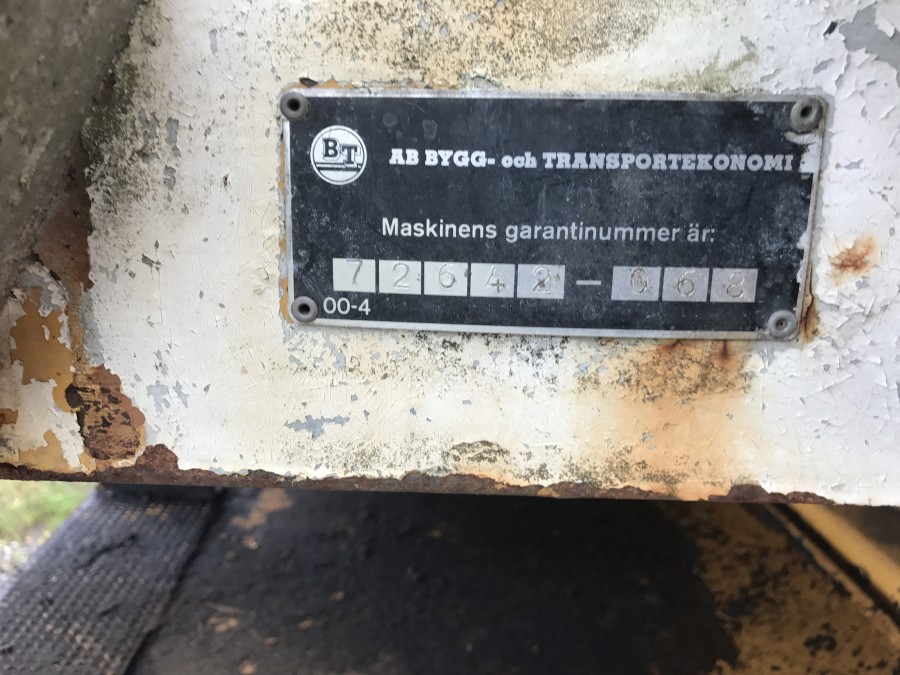 BT AB BYGG- och TRANSPORTEKONOMI
Maskinens garantinummer är:
72642-068
00-4